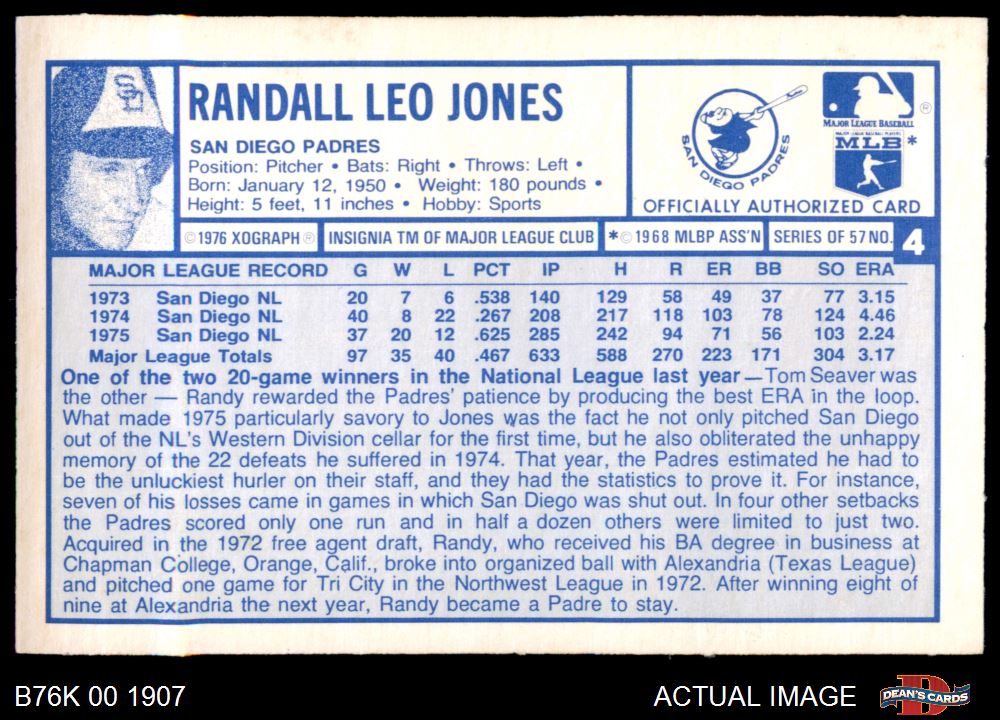 SD
RANDALL LEO JONES
SAN DIEGO PADRES
Position: Pitcher • Bats: Right • Throws: Left •
Born: January 12, 1950 • Weight: 180 pounds •
Height: 5 feet, 11 inches • Hobby: Sports
SAN DIEGO PADRES
MAJOR LEAGUE BASEBALL ®
MAJOR LEAGUE BASEBALL PLAYERS
MLB *
OFFICIALLY AUTHORIZED CARD
© 1976 XOGRAPH ® INSIGNIA TM OF MAJOR LEAGUE CLUB * © 1968 MLBP ASS'N SERIES OF 57 NO. 4
MAJOR LEAGUE RECORD G W L PCT IP H R ER BB SO ERA
1973 San Diego NL 20 7 6 .538 140 129 58 49 37 77 3.15
1974 San Diego NL 40 8 22 .267 208 217 118 103 78 124 4.46
1975 San Diego NL 37 20 12 .625 285 242 94 71 56 103 2.24
Major League Totals 97 35 40 .467 633 588 270 223 171 304 3.17
One of the two 20-game winners in the National League last year — Tom Seaver was
the other — Randy rewarded the Padres' patience by producing the best ERA in the loop.
What made 1975 particularly savory to Jones was the fact he not only pitched San Diego
out of the NL's Western Division cellar for the first time, but he also obliterated the unhappy
memory of the 22 defeats he suffered in 1974. That year, the Padres estimated he had to
be the unluckiest hurler on their staff, and they had the statistics to prove it. For instance,
seven of his losses came in games in which San Diego was shut out. In four other setbacks
the Padres scored only one run and in half a dozen others were limited to just two.
Acquired in the 1972 free agent draft, Randy, who received his BA degree in business at
Chapman College, Orange, Calif., broke into organized ball with Alexandria (Texas League)
and pitched one game for Tri City in the Northwest League in 1972. After winning eight of
nine at Alexandria the next year, Randy became a Padre to stay.
B76K 00 1907
ACTUAL IMAGE
D
DEAN'S CARDS